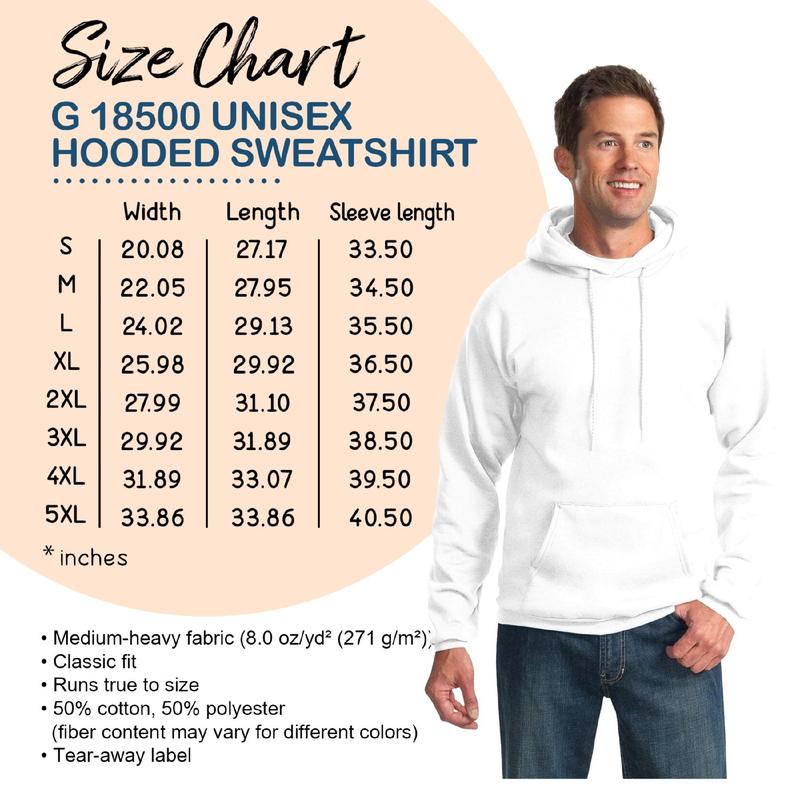 Size Chart
G 18500 UNISEX
HOODED SWEATSHIRT
Width Length Sleeve length
S 20.08 27.17 33.50
M 22.05 27.95 34.50
L 24.02 29.13 35.50
XL 25.98 29.92 36.50
2XL 27.99 31.10 37.50
3XL 29.92 31.89 38.50
4XL 31.89 33.07 39.50
5XL 33.86 33.86 40.50
* inches
• Medium-heavy fabric (8.0 oz/yd² (271 g/m²))
• Classic fit
• Runs true to size
• 50% cotton, 50% polyester
(fiber content may vary for different colors)
• Tear-away label